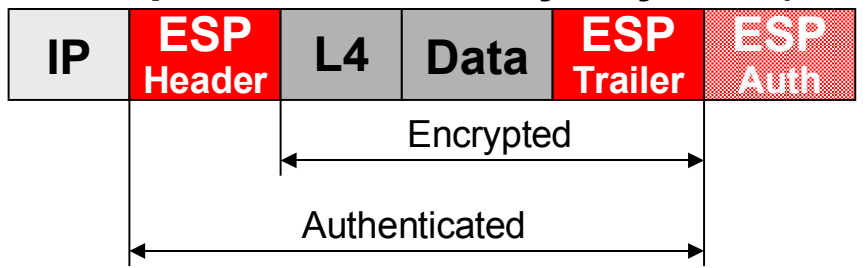 IP ESP Header L4 Data ESP Trailer ESP Auth
Encrypted
Authenticated